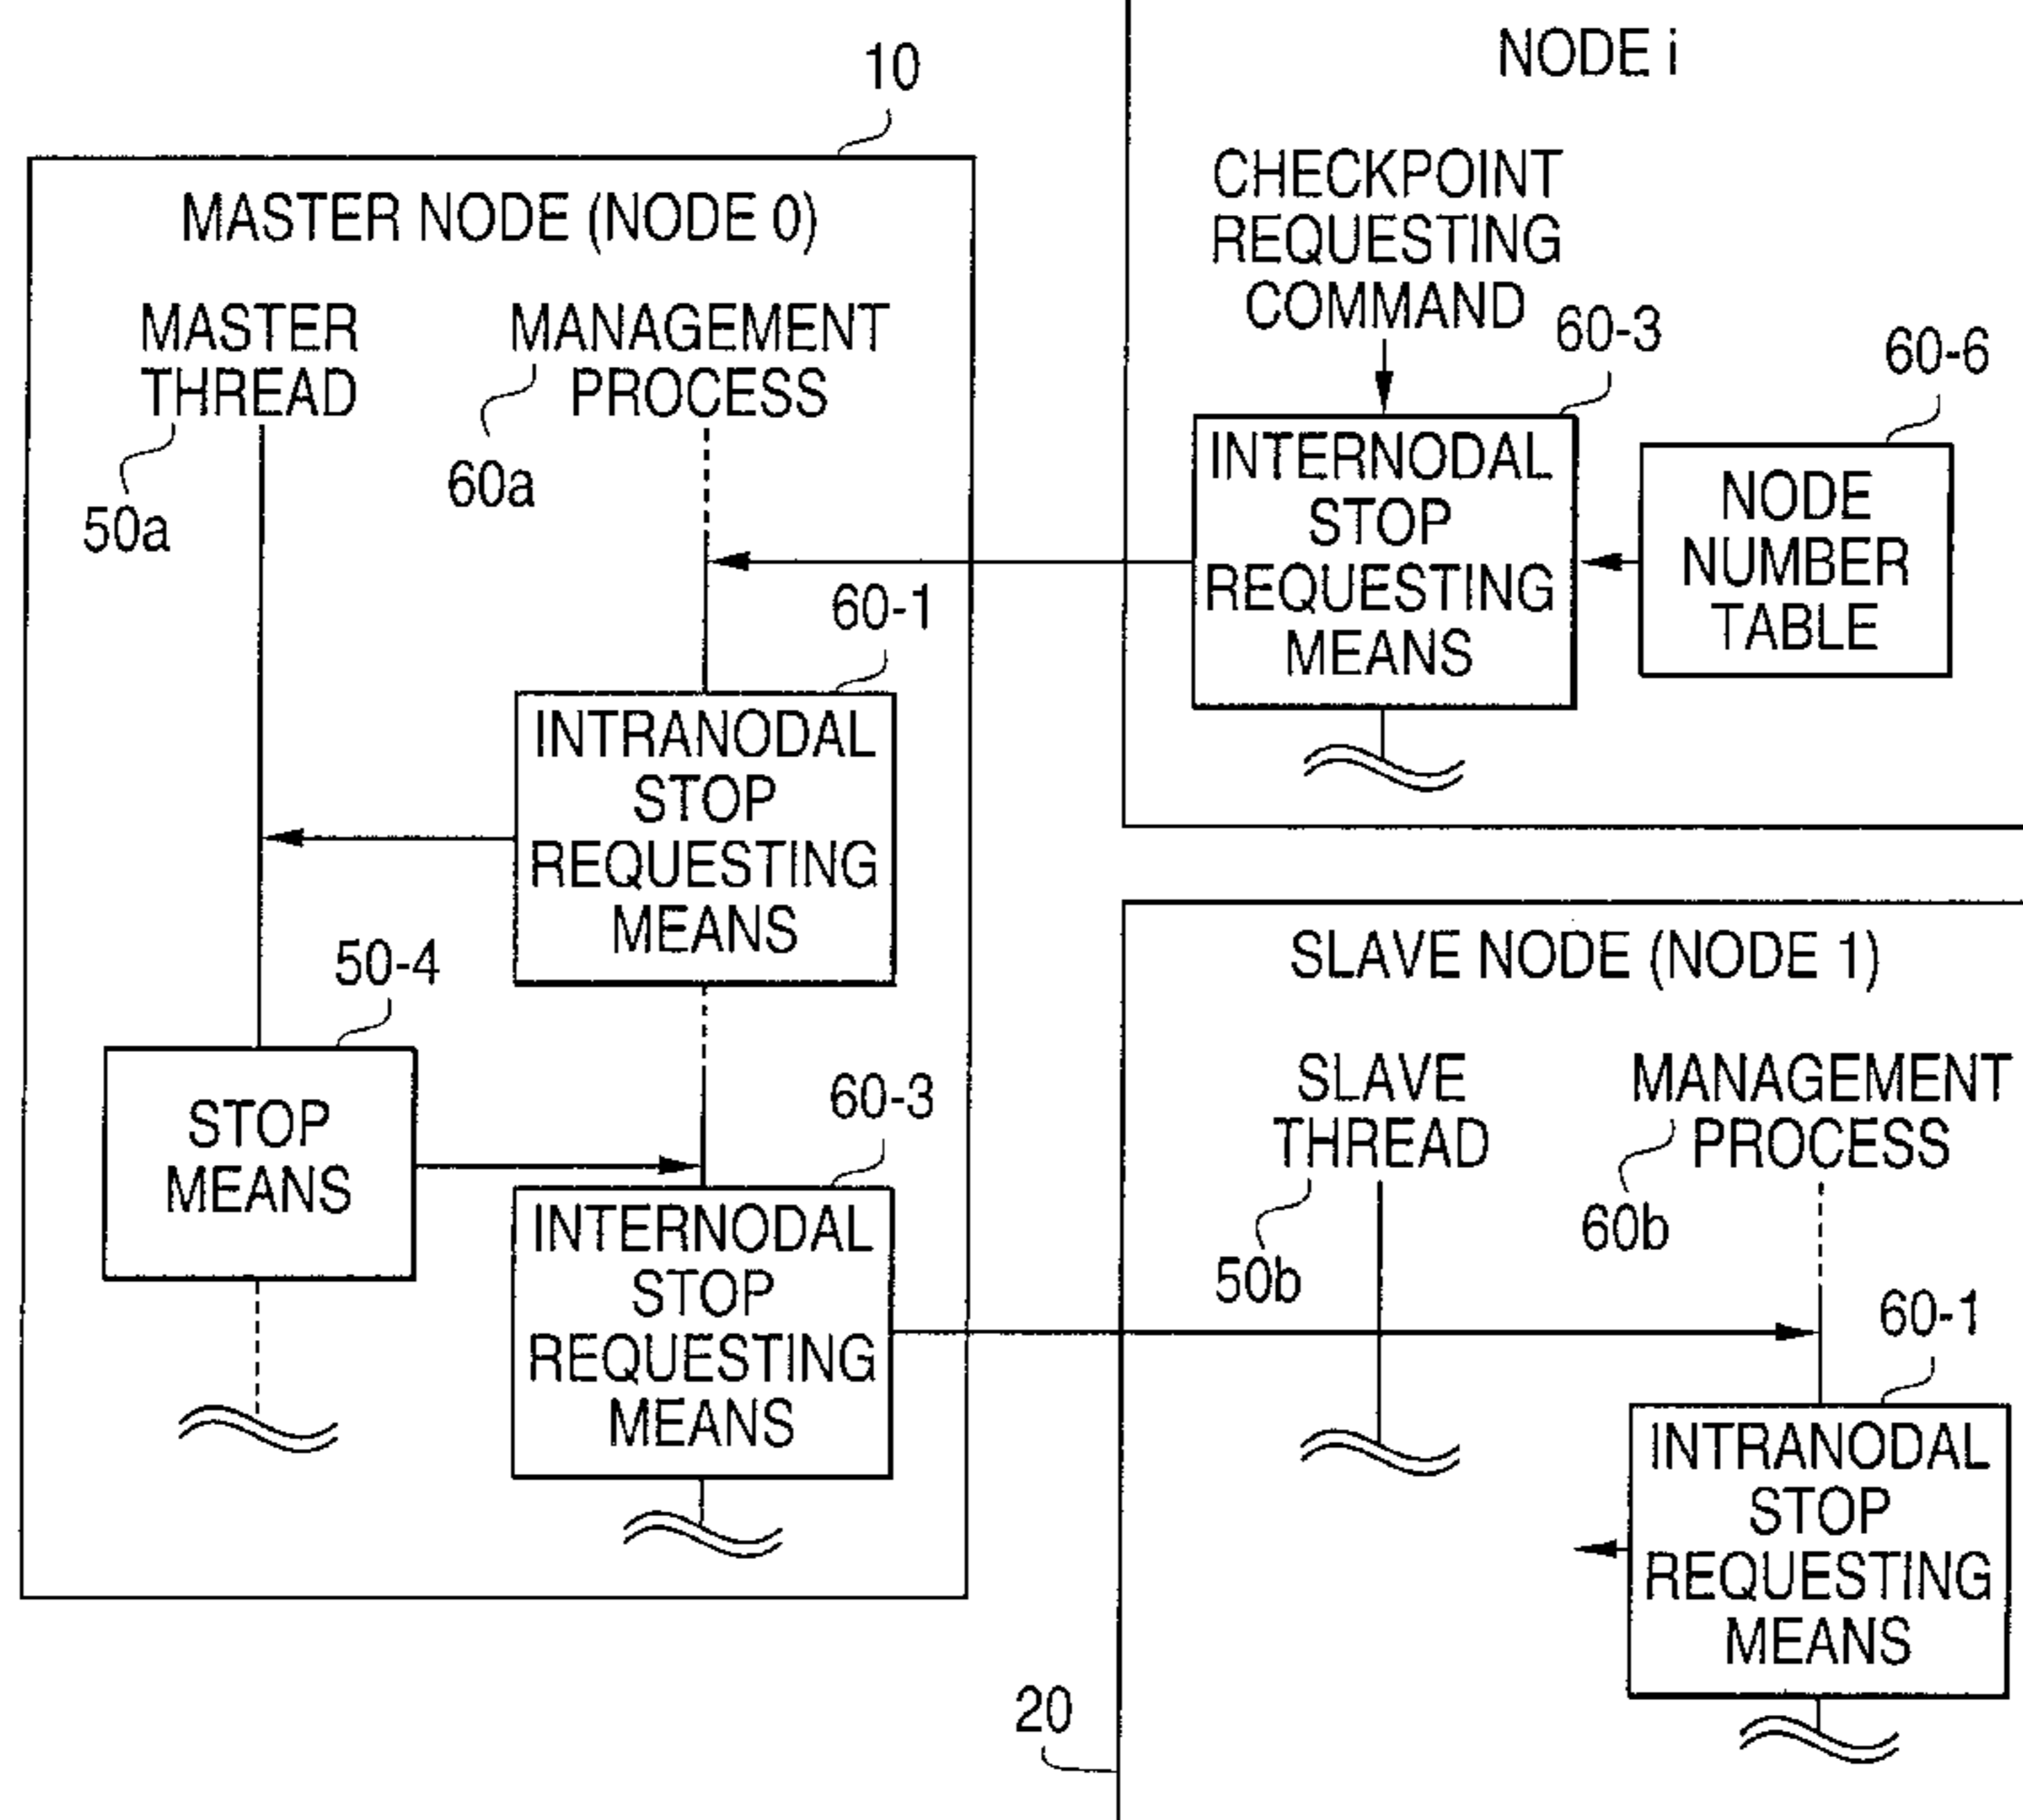 10
MASTER NODE (NODE 0)
MASTER
THREAD
50a
MANAGEMENT
PROCESS
60a
60-1
INTRANODAL
STOP
REQUESTING
MEANS
50-4
STOP
MEANS
60-3
INTERNODAL
STOP
REQUESTING
MEANS
NODE i
CHECKPOINT
REQUESTING
COMMAND
60-3
INTERNODAL
STOP
REQUESTING
MEANS
60-6
NODE
NUMBER
TABLE
SLAVE NODE (NODE 1)
SLAVE
THREAD
50b
MANAGEMENT
PROCESS
60b
60-1
INTRANODAL
STOP
REQUESTING
MEANS
20